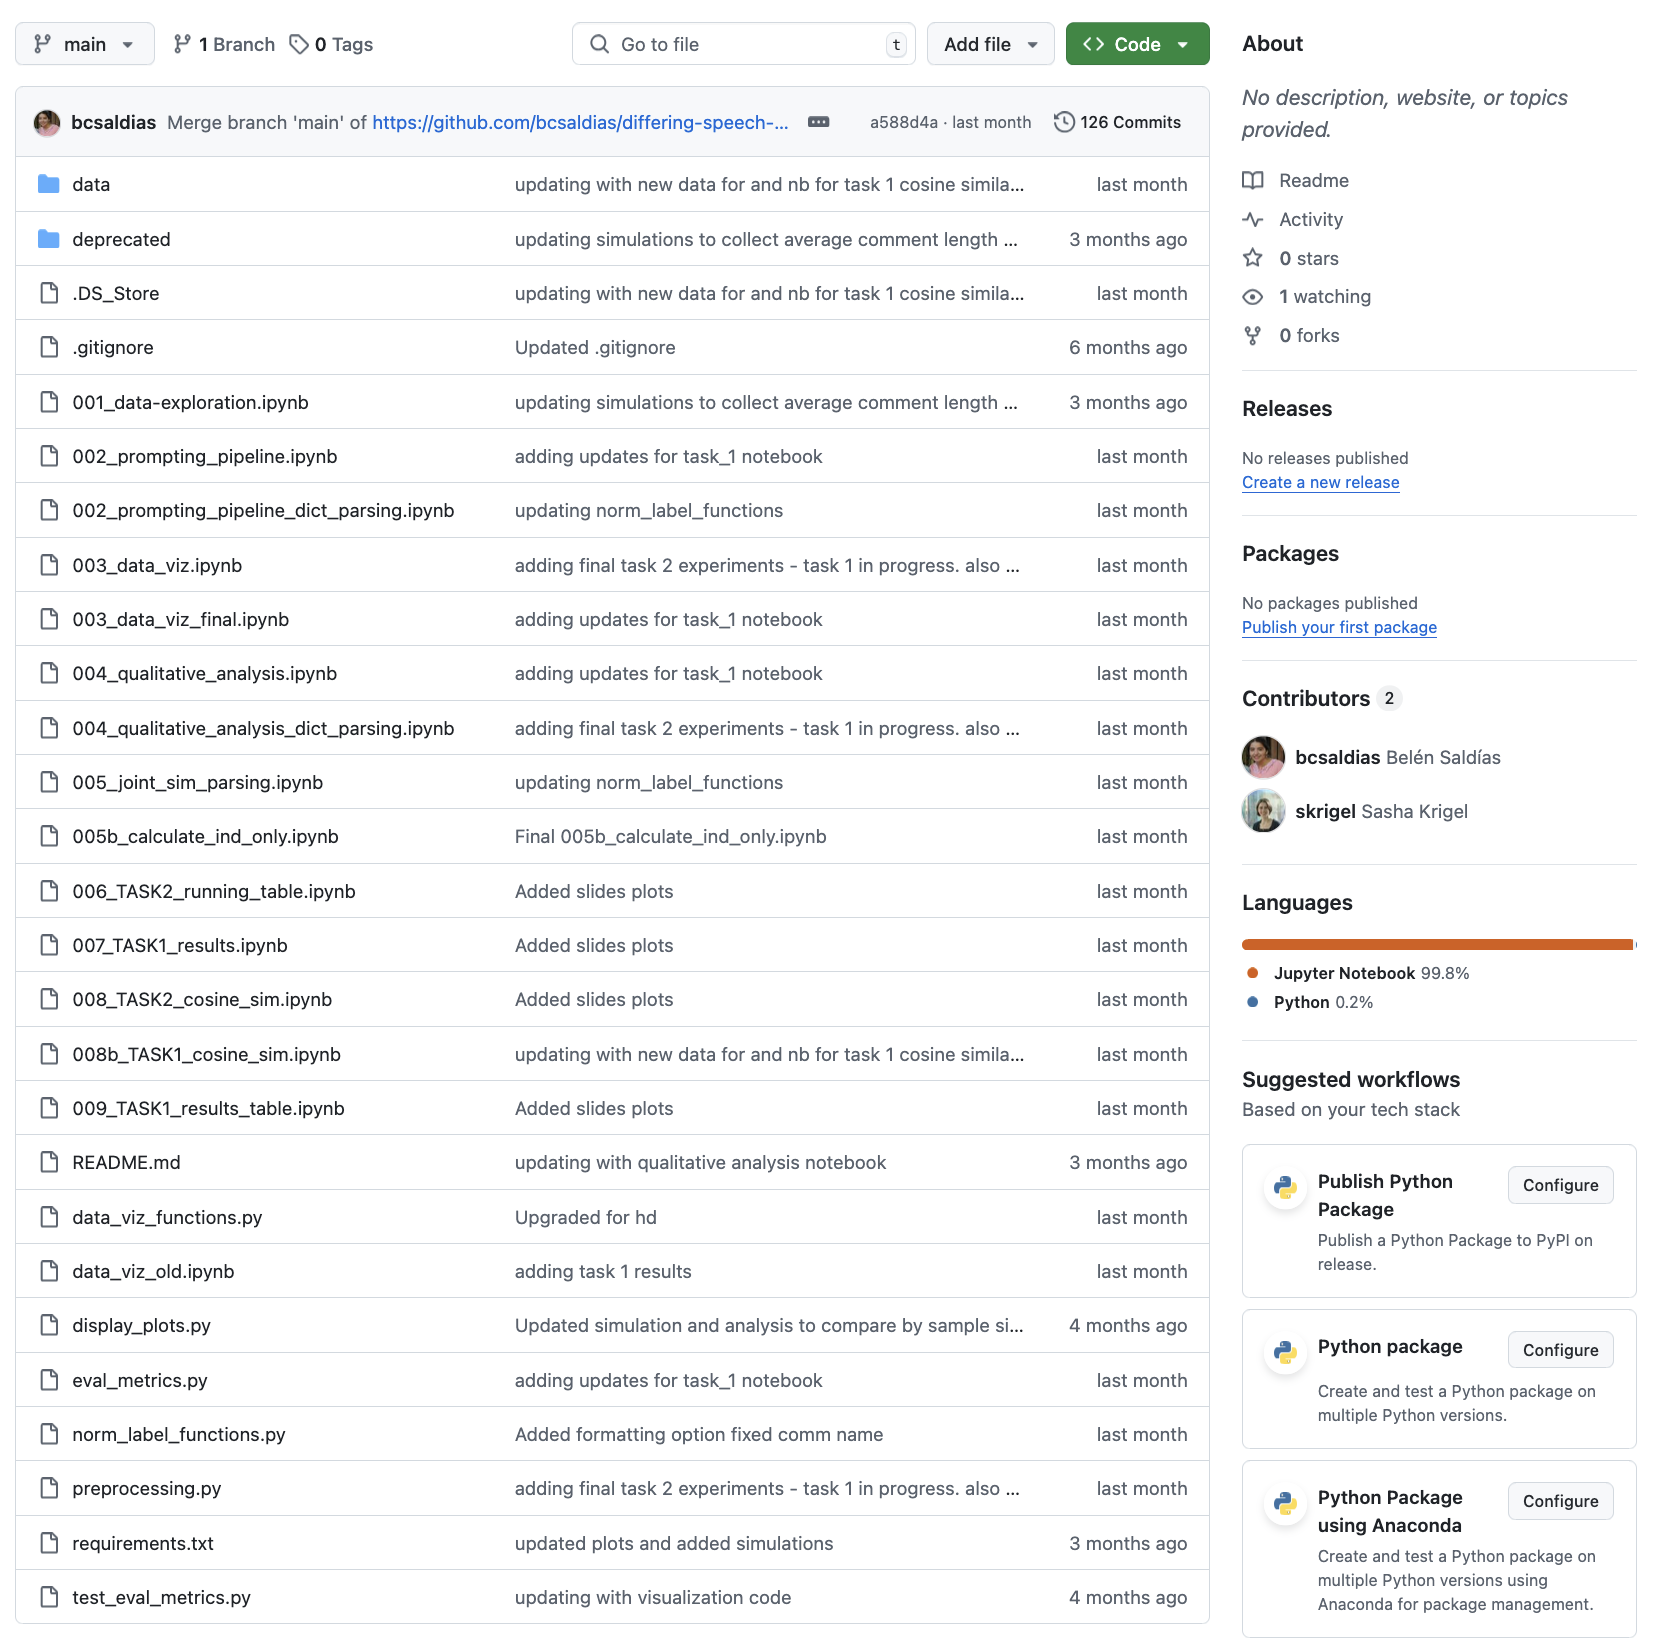 main
1 Branch
0 Tags
Go to file
t
Add file
Code
bcsaldias Merge branch 'main' of https://github.com/bcsaldias/differing-speech-... a588d4a · last month 126 Commits
data updating with new data for and nb for task 1 cosine simila... last month
deprecated updating simulations to collect average comment length ... 3 months ago
.DS_Store updating with new data for and nb for task 1 cosine simila... last month
.gitignore Updated .gitignore 6 months ago
001_data-exploration.ipynb updating simulations to collect average comment length ... 3 months ago
002_prompting_pipeline.ipynb adding updates for task_1 notebook last month
002_prompting_pipeline_dict_parsing.ipynb updating norm_label_functions last month
003_data_viz.ipynb adding final task 2 experiments - task 1 in progress. also ... last month
003_data_viz_final.ipynb adding updates for task_1 notebook last month
004_qualitative_analysis.ipynb adding updates for task_1 notebook last month
004_qualitative_analysis_dict_parsing.ipynb adding final task 2 experiments - task 1 in progress. also ... last month
005_joint_sim_parsing.ipynb updating norm_label_functions last month
005b_calculate_ind_only.ipynb Final 005b_calculate_ind_only.ipynb last month
006_TASK2_running_table.ipynb Added slides plots last month
007_TASK1_results.ipynb Added slides plots last month
008_TASK2_cosine_sim.ipynb Added slides plots last month
008b_TASK1_cosine_sim.ipynb updating with new data for and nb for task 1 cosine simila... last month
009_TASK1_results_table.ipynb Added slides plots last month
README.md updating with qualitative analysis notebook 3 months ago
data_viz_functions.py Upgraded for hd last month
data_viz_old.ipynb adding task 1 results last month
display_plots.py Updated simulation and analysis to compare by sample si... 4 months ago
eval_metrics.py adding updates for task_1 notebook last month
norm_label_functions.py Added formatting option fixed comm name last month
preprocessing.py adding final task 2 experiments - task 1 in progress. also ... last month
requirements.txt updated plots and added simulations 3 months ago
test_eval_metrics.py updating with visualization code 4 months ago
About
No description, website, or topics
provided.
Readme
Activity
0 stars
1 watching
0 forks
Releases
No releases published
Create a new release
Packages
No packages published
Publish your first package
Contributors 2
bcsaldias Belén Saldías
skrigel Sasha Krigel
Languages
Jupyter Notebook 99.8%
Python 0.2%
Suggested workflows
Based on your tech stack
Publish Python
Package
Configure
Publish a Python Package to PyPI on
release.
Python package
Configure
Create and test a Python package on
multiple Python versions.
Python Package
using Anaconda
Configure
Create and test a Python package on
multiple Python versions using
Anaconda for package management.